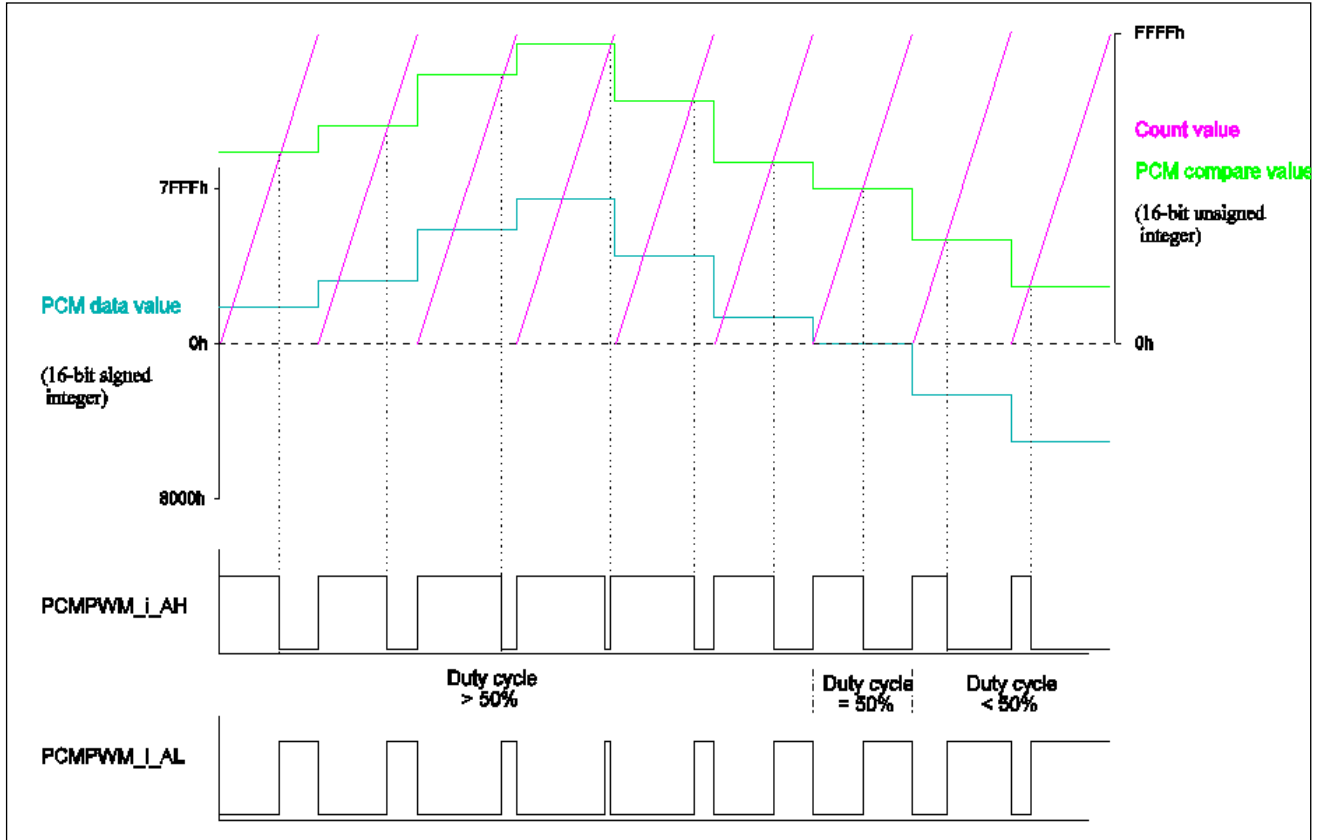 FFFFh
Count value
PCM compare value
(16-bit unsigned
integer)
7FFFh
PCM data value
0h
0h
(16-bit signed
integer)
8000h
PCMPWM_i_AH
Duty cycle
> 50%
Duty cycle
= 50%
Duty cycle
< 50%
PCMPWM_i_AL